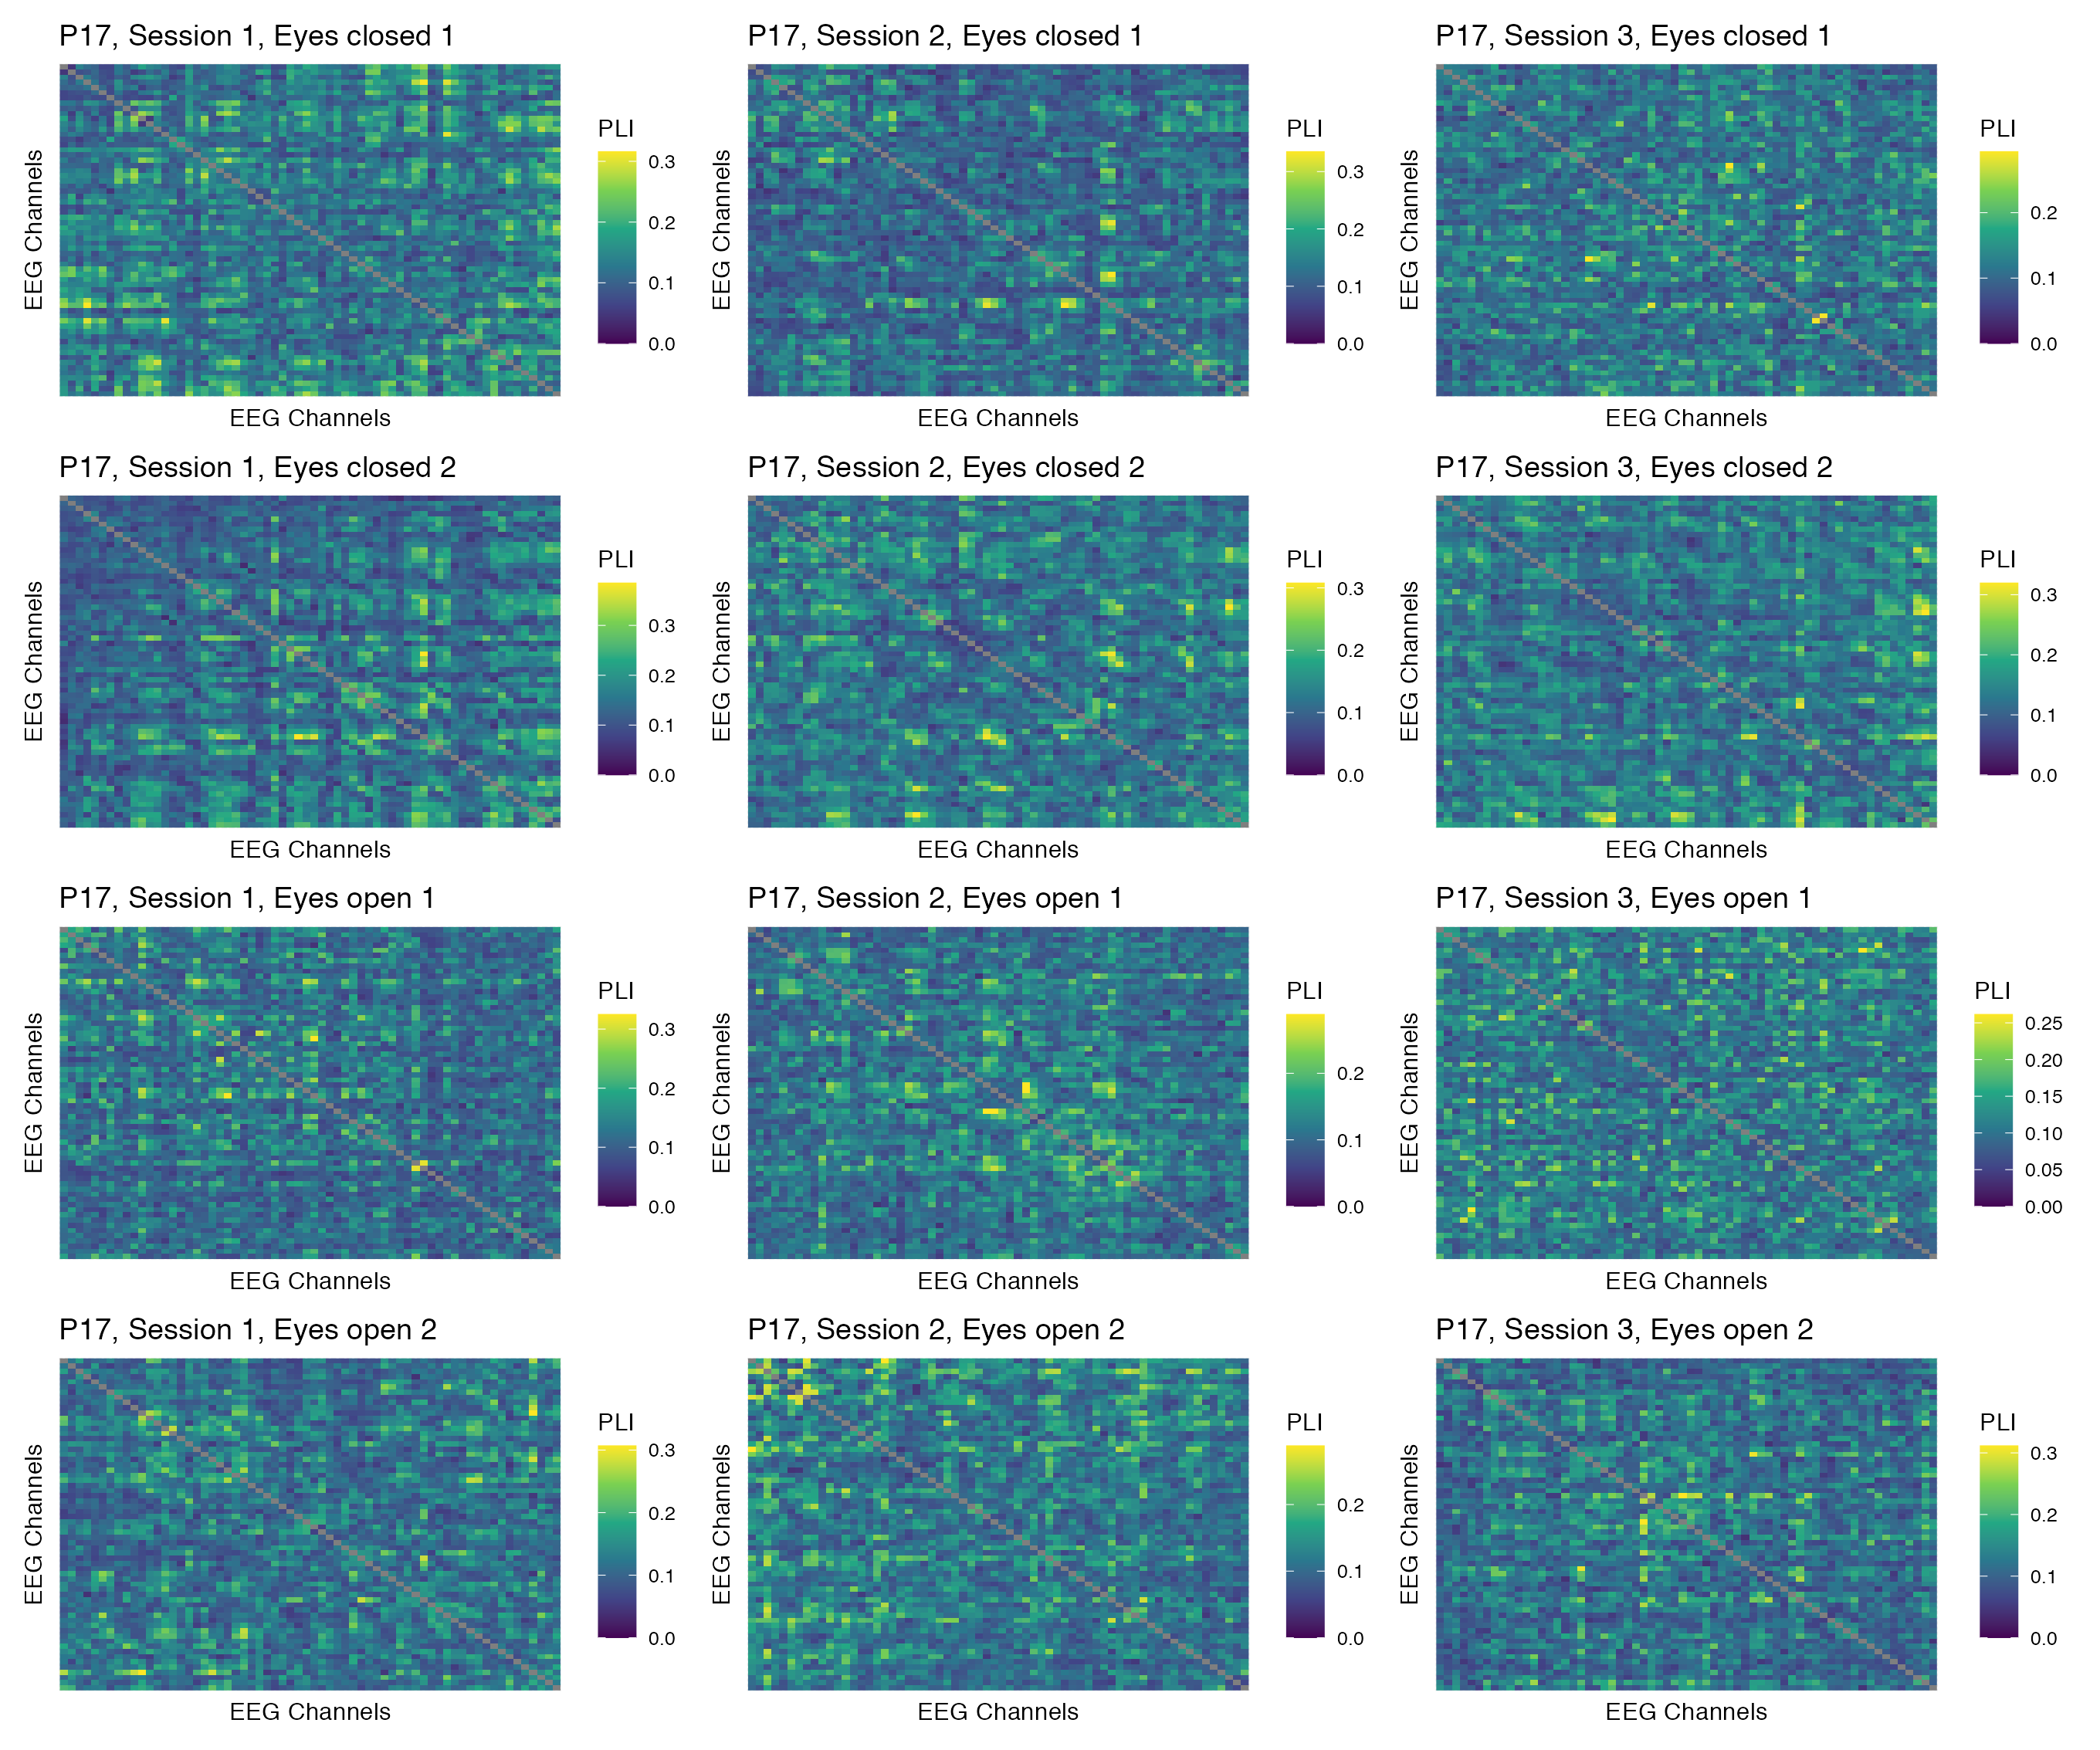 P17, Session 1, Eyes closed 1
EEG Channels
EEG Channels
PLI
0.3
0.2
0.1
0.0
P17, Session 2, Eyes closed 1
EEG Channels
EEG Channels
PLI
0.3
0.2
0.1
0.0
P17, Session 3, Eyes closed 1
EEG Channels
EEG Channels
PLI
0.2
0.1
0.0
P17, Session 1, Eyes closed 2
EEG Channels
EEG Channels
PLI
0.3
0.2
0.1
0.0
P17, Session 2, Eyes closed 2
EEG Channels
EEG Channels
PLI
0.3
0.2
0.1
0.0
P17, Session 3, Eyes closed 2
EEG Channels
EEG Channels
PLI
0.3
0.2
0.1
0.0
P17, Session 1, Eyes open 1
EEG Channels
EEG Channels
PLI
0.3
0.2
0.1
0.0
P17, Session 2, Eyes open 1
EEG Channels
EEG Channels
PLI
0.2
0.1
0.0
P17, Session 3, Eyes open 1
EEG Channels
EEG Channels
PLI
0.25
0.20
0.15
0.10
0.05
0.00
P17, Session 1, Eyes open 2
EEG Channels
EEG Channels
PLI
0.3
0.2
0.1
0.0
P17, Session 2, Eyes open 2
EEG Channels
EEG Channels
PLI
0.2
0.1
0.0
P17, Session 3, Eyes open 2
EEG Channels
EEG Channels
PLI
0.3
0.2
0.1
0.0